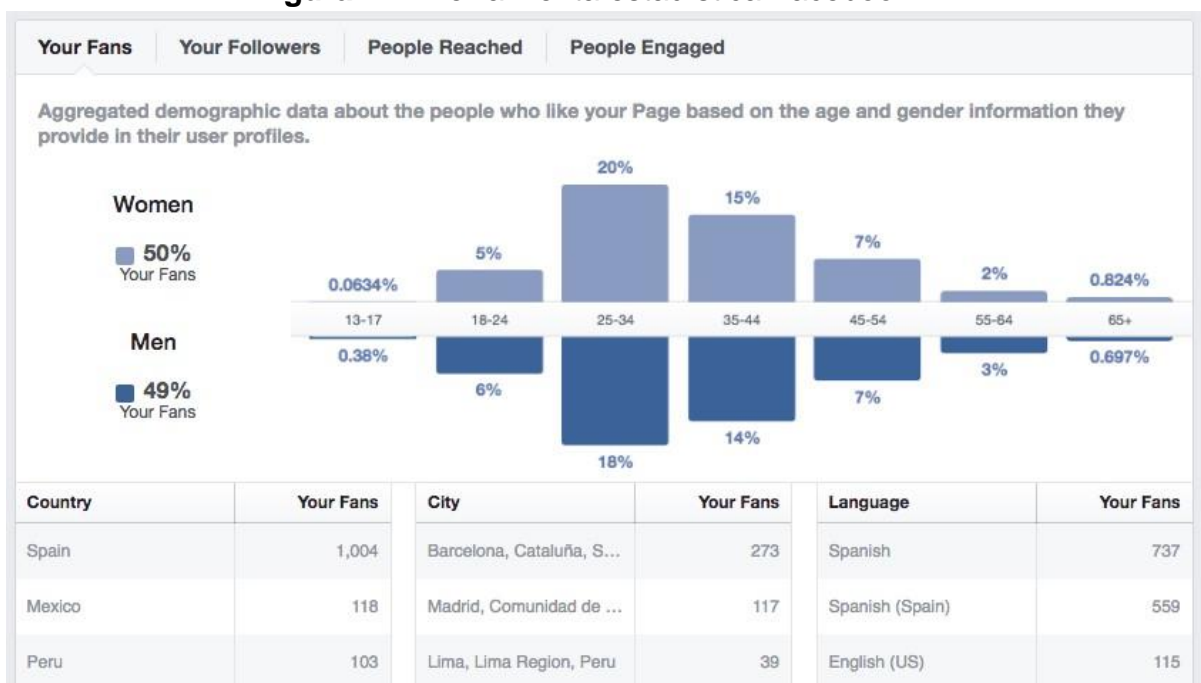 Your Fans Your Followers People Reached People Engaged
Aggregated demographic data about the people who like your Page based on the age and gender information they
provide in their user profiles.
Women
50%
Your Fans
0.0634% 5% 20% 15% 7% 2% 0.824%
13-17 18-24 25-34 35-44 45-54 55-64 65+
Men
49%
Your Fans
0.38% 6% 18% 14% 7% 3% 0.697%
Country Your Fans City Your Fans Language Your Fans
Spain 1,004 Barcelona, Cataluña, S... 273 Spanish 737
Mexico 118 Madrid, Comunidad de ... 117 Spanish (Spain) 559
Peru 103 Lima, Lima Region, Peru 39 English (US) 115